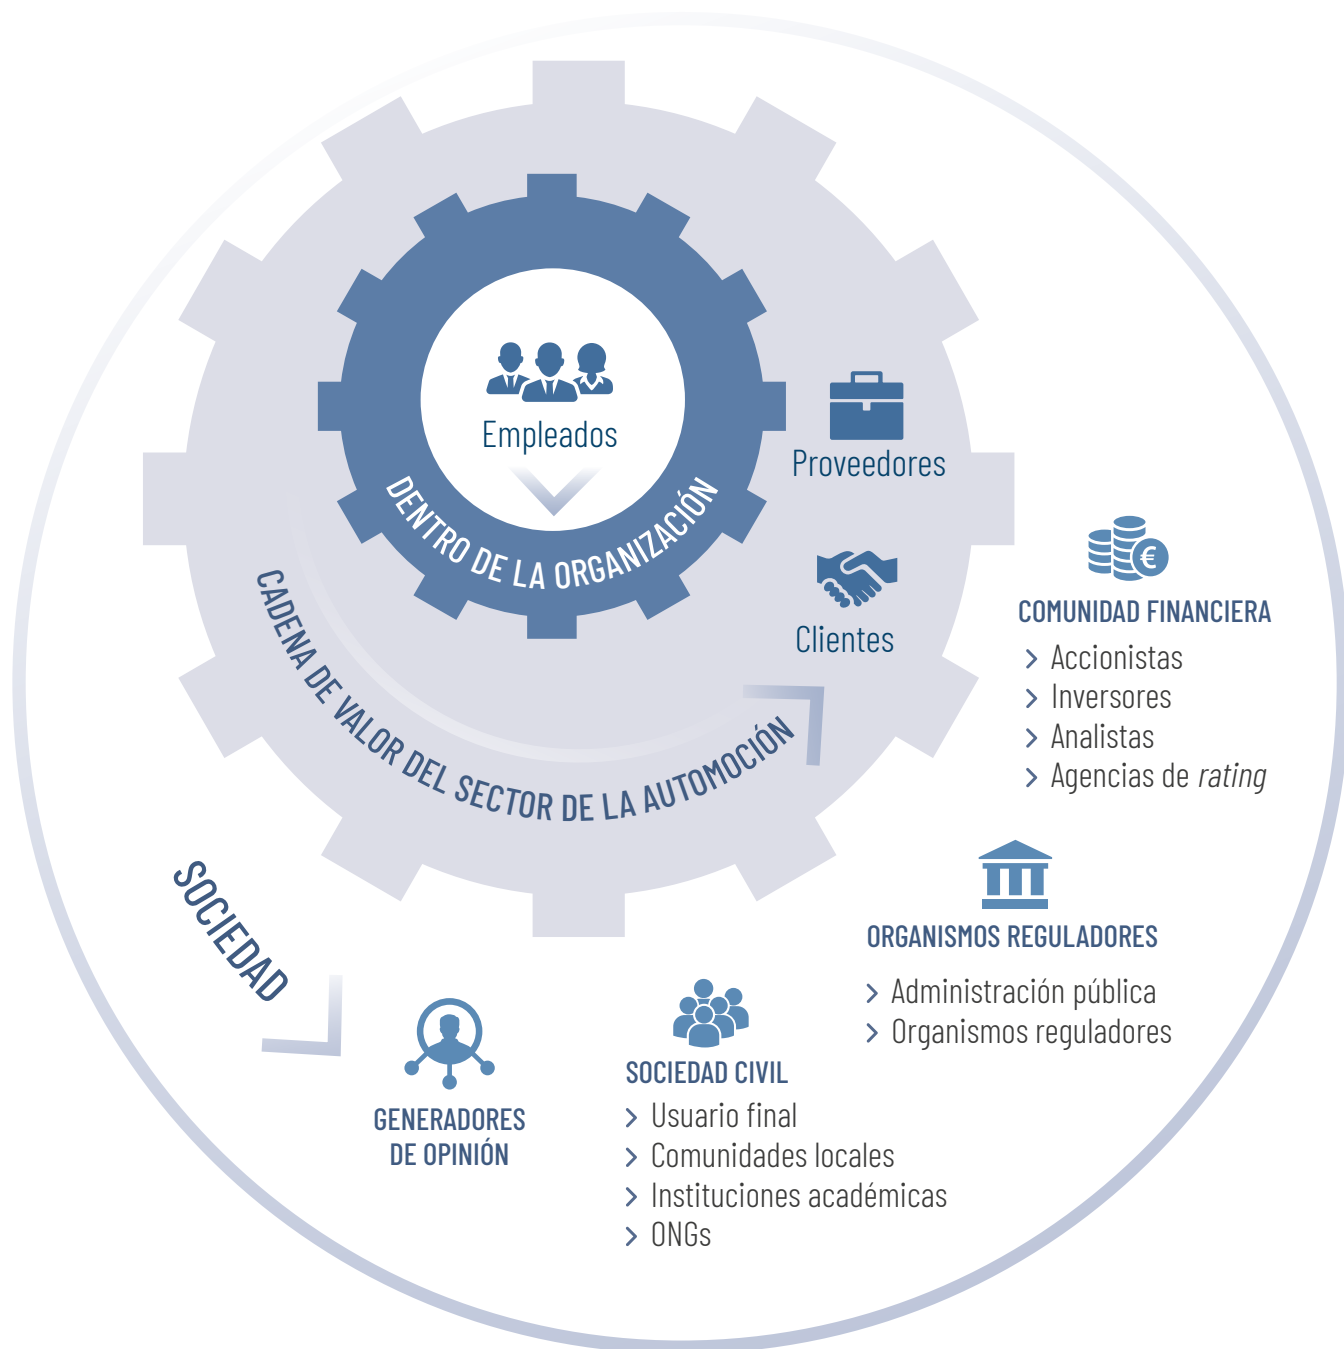 Empleados
DENTRO DE LA ORGANIZACIÓN
Proveedores
Clientes
CADENA DE VALOR DEL SECTOR DE LA AUTOMOCIÓN
COMUNIDAD FINANCIERA
> Accionistas
> Inversores
> Analistas
> Agencias de rating
SOCIEDAD
ORGANISMOS REGULADORES
> Administración pública
> Organismos reguladores
GENERADORES
DE OPINIÓN
SOCIEDAD CIVIL
> Usuario final
> Comunidades locales
> Instituciones académicas
> ONGs
€